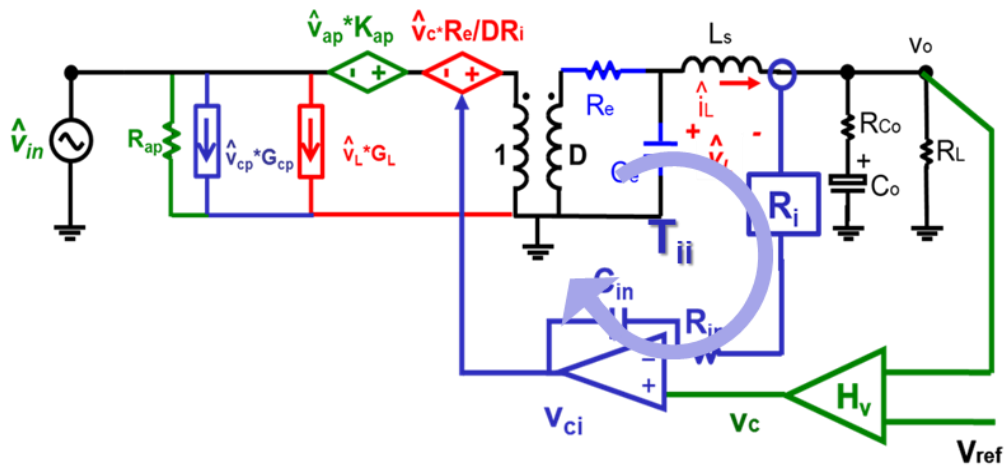 v̂ap*Kap
v̂c*Re/DRi
Ls
vo
v̂in
Rap
v̂cp*Gcp
v̂L*GL
1
D
Re
îL
+
-
RCo
+
Co
RL
Ri
Tii
Rin
vci
vc
Hv
Vref